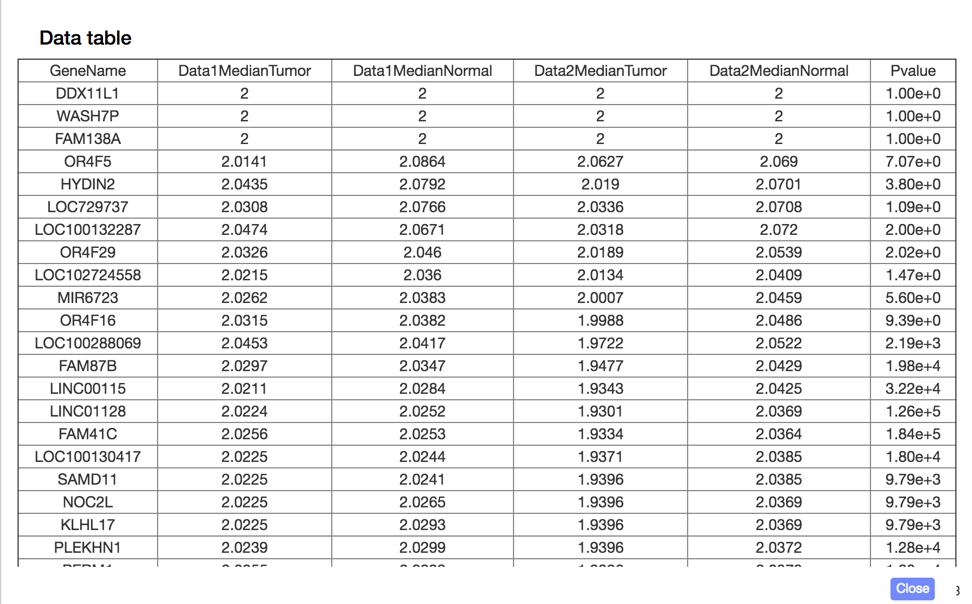 Data table
GeneName Data1MedianTumor Data1MedianNormal Data2MedianTumor Data2MedianNormal Pvalue
DDX11L1 2 2 2 2 1.00e+0
WASH7P 2 2 2 2 1.00e+0
FAM138A 2 2 2 2 1.00e+0
OR4F5 2.0141 2.0864 2.0627 2.069 7.07e+0
HYDIN2 2.0435 2.0792 2.019 2.0701 3.80e+0
LOC729737 2.0308 2.0766 2.0336 2.0708 1.09e+0
LOC100132287 2.0474 2.0671 2.0318 2.072 2.00e+0
OR4F29 2.0326 2.046 2.0189 2.0539 2.02e+0
LOC102724558 2.0215 2.036 2.0134 2.0409 1.47e+0
MIR6723 2.0262 2.0383 2.0007 2.0459 5.60e+0
OR4F16 2.0315 2.0382 1.9988 2.0486 9.39e+0
LOC100288069 2.0453 2.0417 1.9722 2.0522 2.19e+3
FAM87B 2.0297 2.0347 1.9477 2.0429 1.98e+4
LINC00115 2.0211 2.0284 1.9343 2.0425 3.22e+4
LINC01128 2.0224 2.0252 1.9301 2.0369 1.26e+5
FAM41C 2.0256 2.0253 1.9334 2.0364 1.84e+5
LOC100130417 2.0225 2.0244 1.9371 2.0385 1.80e+4
SAMD11 2.0225 2.0241 1.9396 2.0385 9.79e+3
NOC2L 2.0225 2.0265 1.9396 2.0369 9.79e+3
KLHL17 2.0225 2.0293 1.9396 2.0369 9.79e+3
PLEKHN1 2.0239 2.0299 1.9396 2.0372 1.28e+4
Close